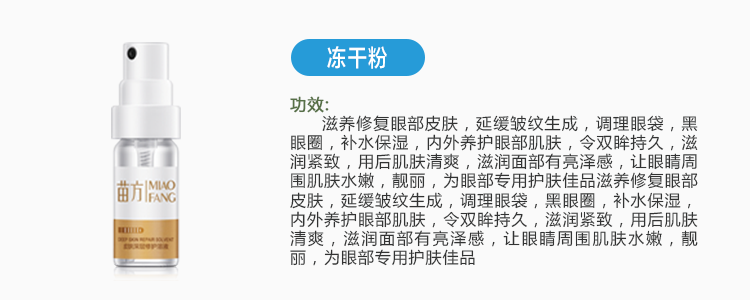 冻干粉
功效:
滋养修复眼部皮肤，延缓皱纹生成，调理眼袋，黑
眼圈，补水保湿，内外养护眼部肌肤，令双眸持久，滋
润紧致，用后肌肤清爽，滋润面部有亮泽感，让眼睛周
围肌肤水嫩，靓丽，为眼部专用护肤佳品滋养修复眼部
皮肤，延缓皱纹生成，调理眼袋，黑眼圈，补水保湿，
内外养护眼部肌肤，令双眸持久，滋润紧致，用后肌肤
清爽，滋润面部有亮泽感，让眼睛周围肌肤水嫩，靓
丽，为眼部专用护肤佳品
苗方 MIAO
FANG
DEEP SKIN REPAIR SOLVENT